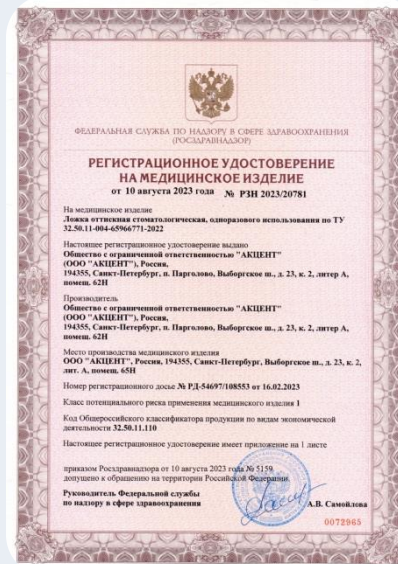 ФЕДЕРАЛЬНАЯ СЛУЖБА ПО НАДЗОРУ В СФЕРЕ ЗДРАВООХРАНЕНИЯ
(РОСЗДРАВНАДЗОР)
РЕГИСТРАЦИОННОЕ УДОСТОВЕРЕНИЕ
НА МЕДИЦИНСКОЕ ИЗДЕЛИЕ
от 10 августа 2023 года № РЗН 2023/20781
На медицинское изделие
Ложка оттискная стоматологическая, одноразового использования по ТУ
32.50.11-004-65966771-2022
Настоящее регистрационное удостоверение выдано
Общество с ограниченной ответственностью "АКЦЕНТ"
(ООО "АКЦЕНТ"), Россия,
194355, Санкт-Петербург, п. Парголово, Выборгское ш., д. 23, к. 2, литер А,
помещ. 62Н
Производитель
Общество с ограниченной ответственностью "АКЦЕНТ"
(ООО "АКЦЕНТ"), Россия,
194355, Санкт-Петербург, п. Парголово, Выборгское ш., д. 23, к. 2, литер А,
помещ. 62Н
Место производства медицинского изделия
ООО "АКЦЕНТ", Россия, 194355, Санкт-Петербург, Выборгское ш., д. 23, к. 2,
лит. А, помещ. 65Н
Номер регистрационного досье № РД-54697/108553 от 16.02.2023
Класс потенциального риска применения медицинского изделия 1
Код Общероссийского классификатора продукции по видам экономической
деятельности 32.50.11.110
Настоящее регистрационное удостоверение имеет приложение на 1 листе
приказом Росздравнадзора от 10 августа 2023 года № 5159
допущено к обращению на территории Российской Федерации.
Руководитель Федеральной службы
по надзору в сфере здравоохранения
А.В. Самойлова
0072965